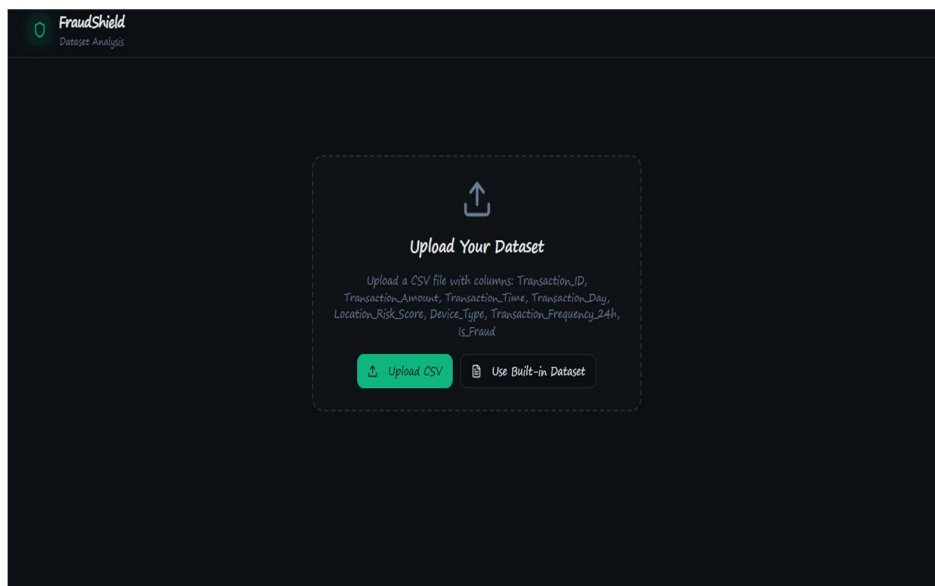 FraudShield
Dataset Analysis
Upload Your Dataset
Upload a CSV file with columns: Transaction_ID,
Transaction_Amount, Transaction_Time, Transaction_Day,
Location_Risk_Score, Device_Type, Transaction_Frequency_24h,
Is_Fraud
Upload CSV
Use Built-in Dataset